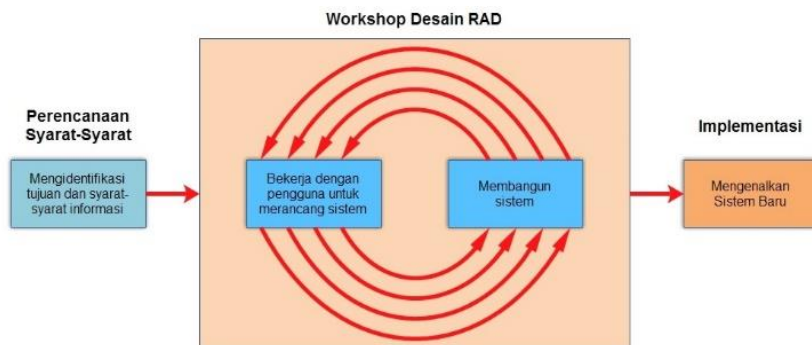 Workshop Desain RAD
Perencanaan
Syarat-Syarat
Mengidentifikasi
tujuan dan syarat-
syarat informasi
Bekerja dengan
pengguna untuk
merancang sistem
Membangun
sistem
Implementasi
Mengenalkan
Sistem Baru